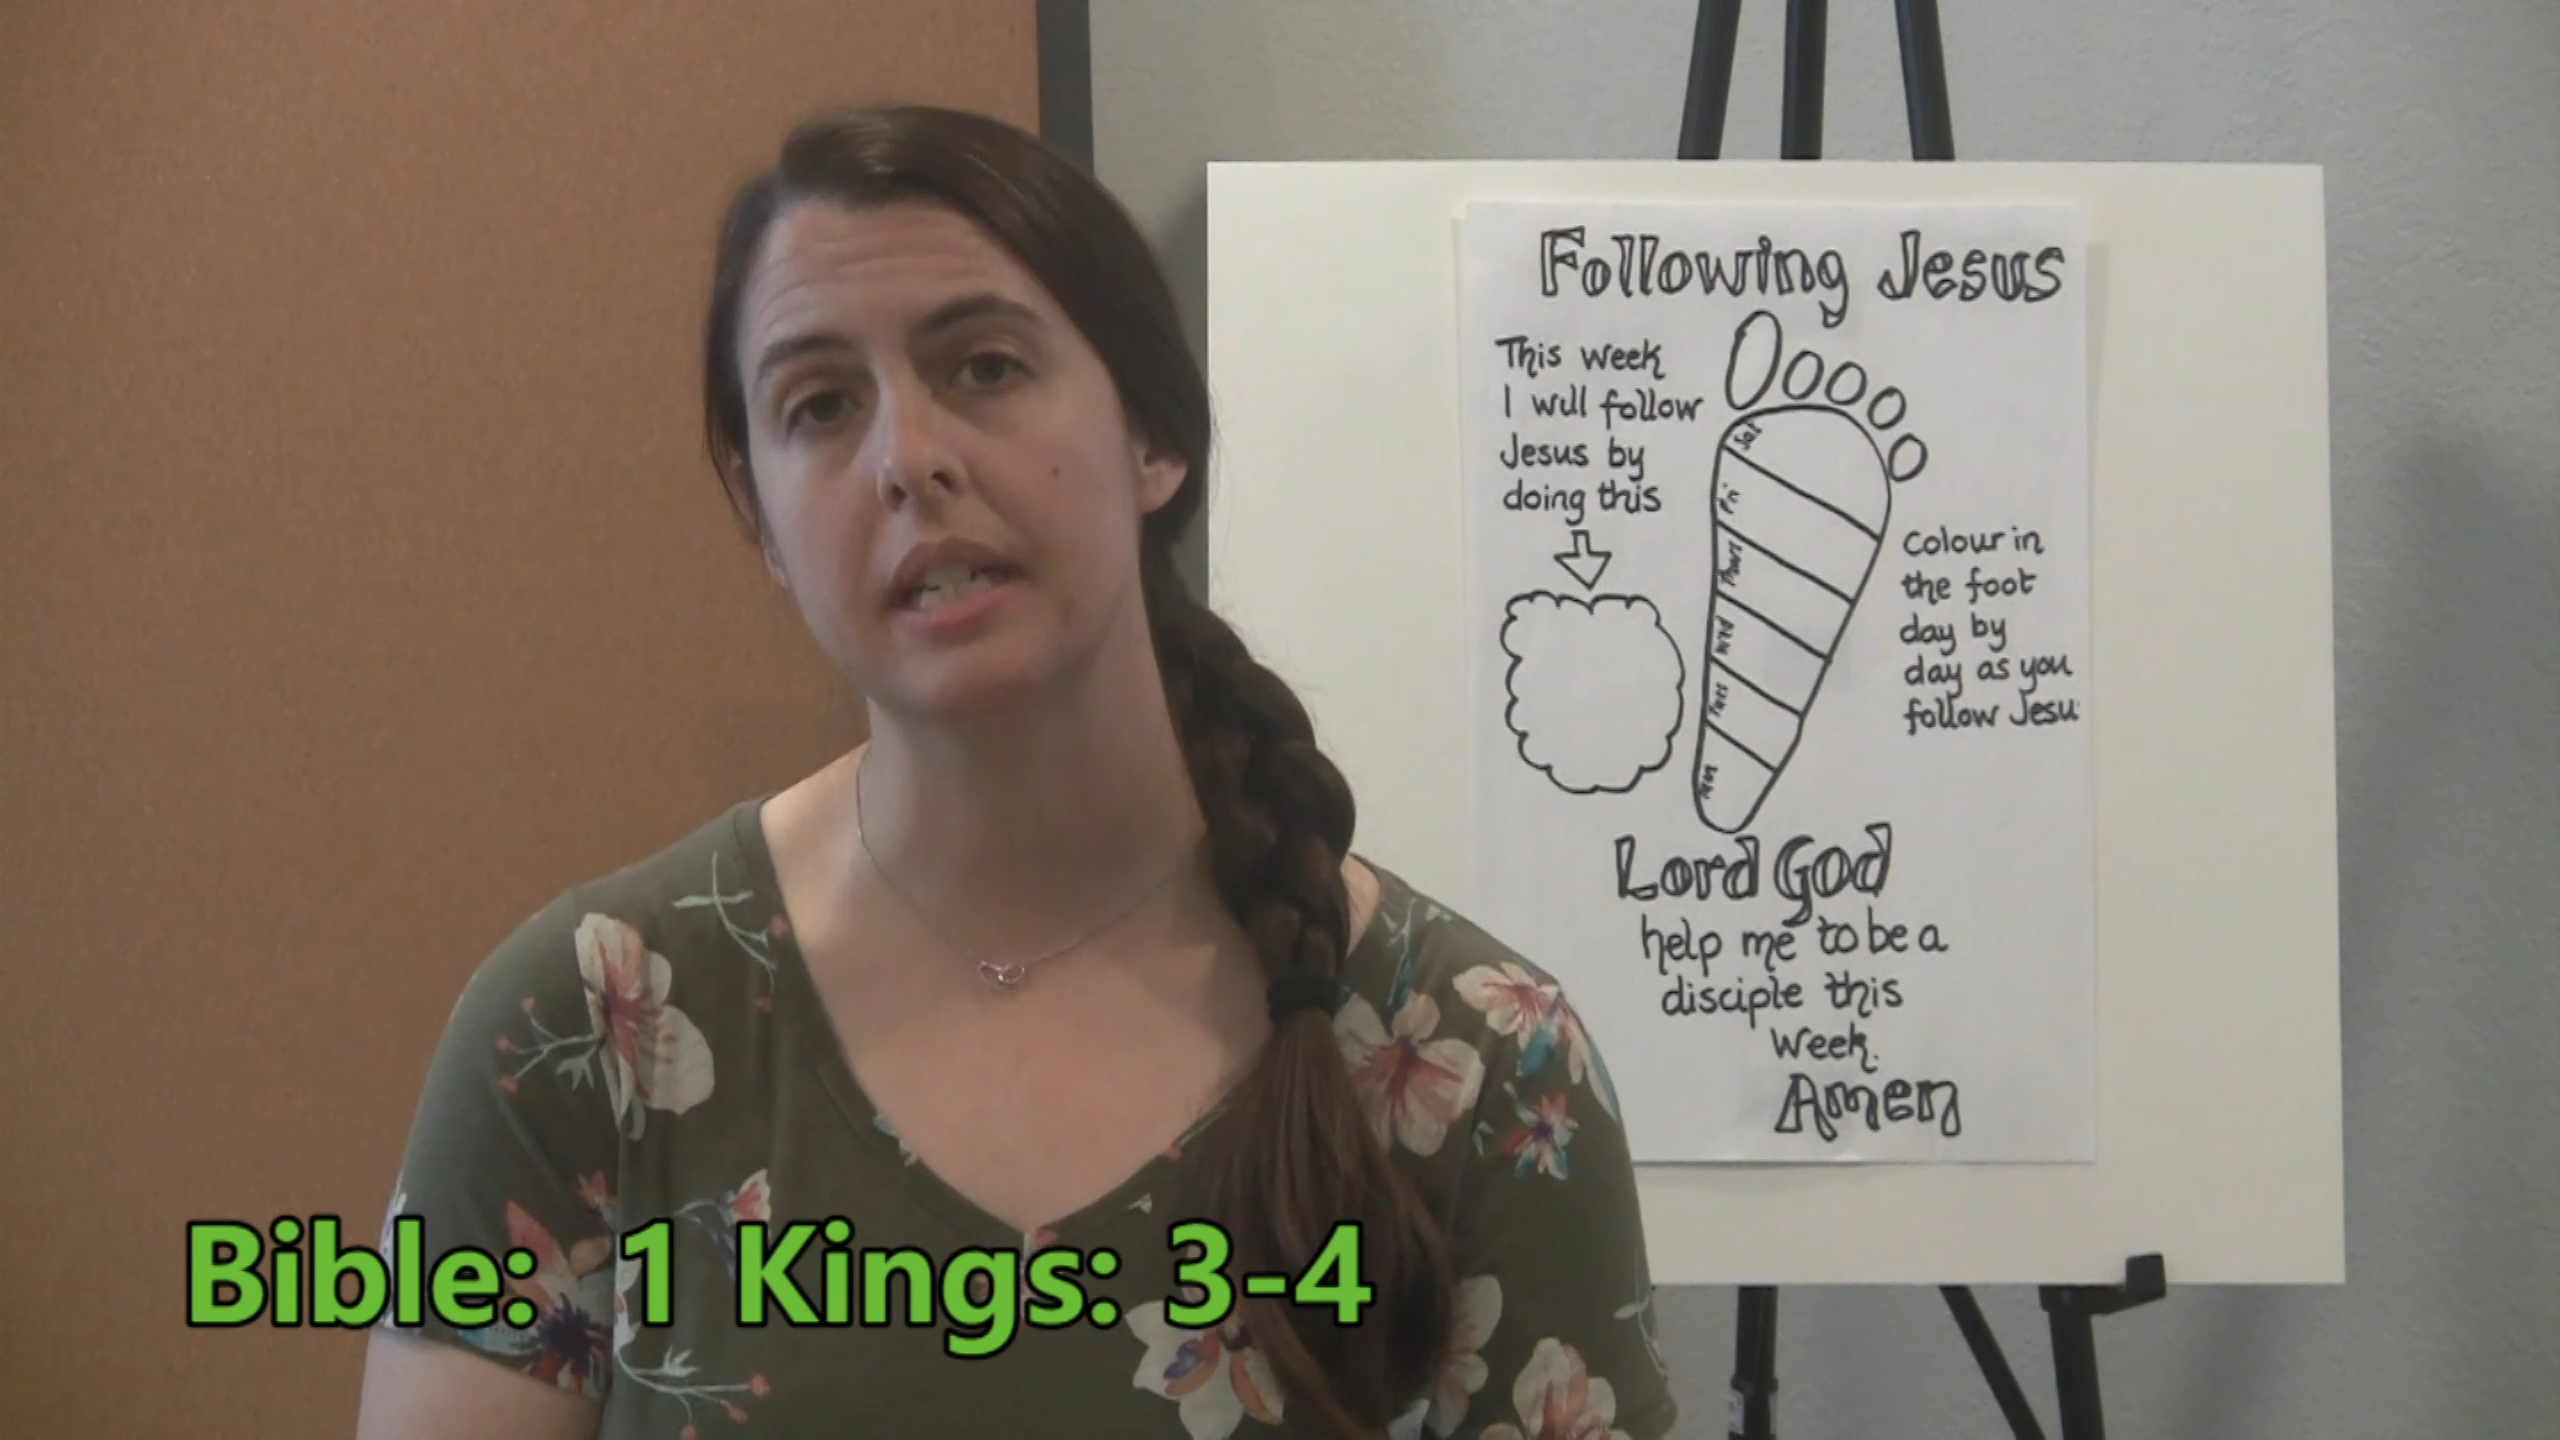 Following Jesus
This week
I will follow
Jesus by
doing this
Sat
Fri.
Wed
Tues
Mon
Colour in
the foot
day by
day as you
follow Jesu
Lord God
help me to be a
disciple this
week.
Amen
Bible: 1 Kings: 3-4